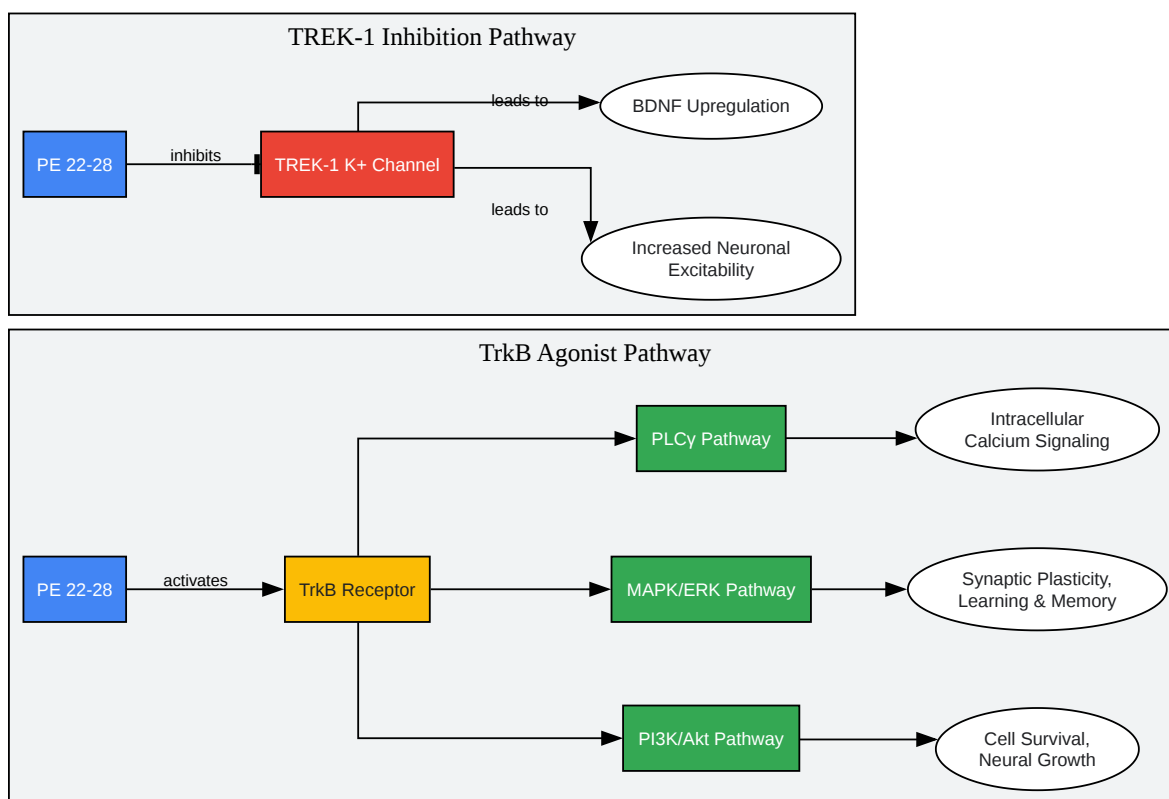 TREK-1 Inhibition Pathway
leads to
BDNF Upregulation
PE 22-28
inhibits
TREK-1 K+ Channel
leads to
Increased Neuronal
Excitability
TrkB Agonist Pathway
PLCγ Pathway
Intracellular
Calcium Signaling
PE 22-28
activates
TrkB Receptor
MAPK/ERK Pathway
Synaptic Plasticity,
Learning & Memory
PI3K/Akt Pathway
Cell Survival,
Neural Growth